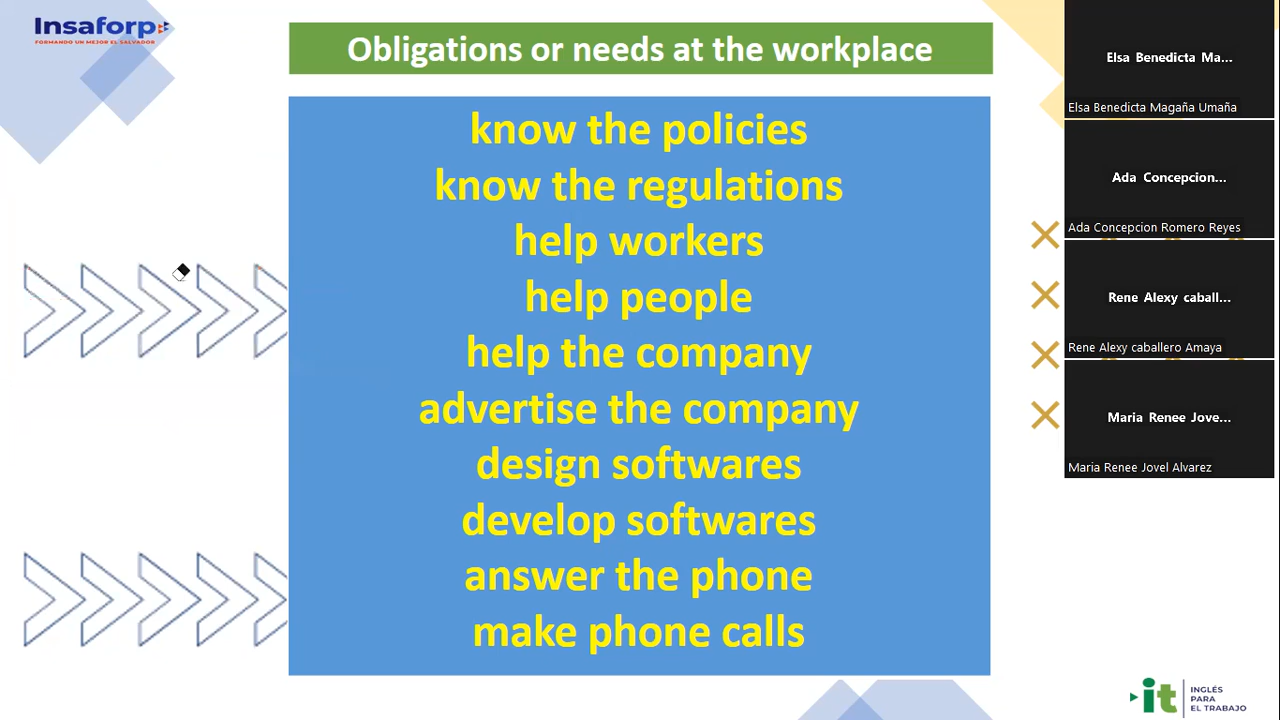 Insaforp
FORMANDO UN MEJOR EL SALVADOR
Obligations or needs at the workplace
know the policies
know the regulations
help workers
help people
help the company
advertise the company
design softwares
develop softwares
answer the phone
make phone calls
Elsa Benedicta Ma...
Elsa Benedicta Magaña Umaña
Ada Concepcion...
Ada Concepcion Romero Reyes
Rene Alexy caball...
Rene Alexy caballero Amaya
Maria Renee Jove...
Maria Renee Jovel Alvarez
it
INGLÉS
PARA
EL TRABAJO